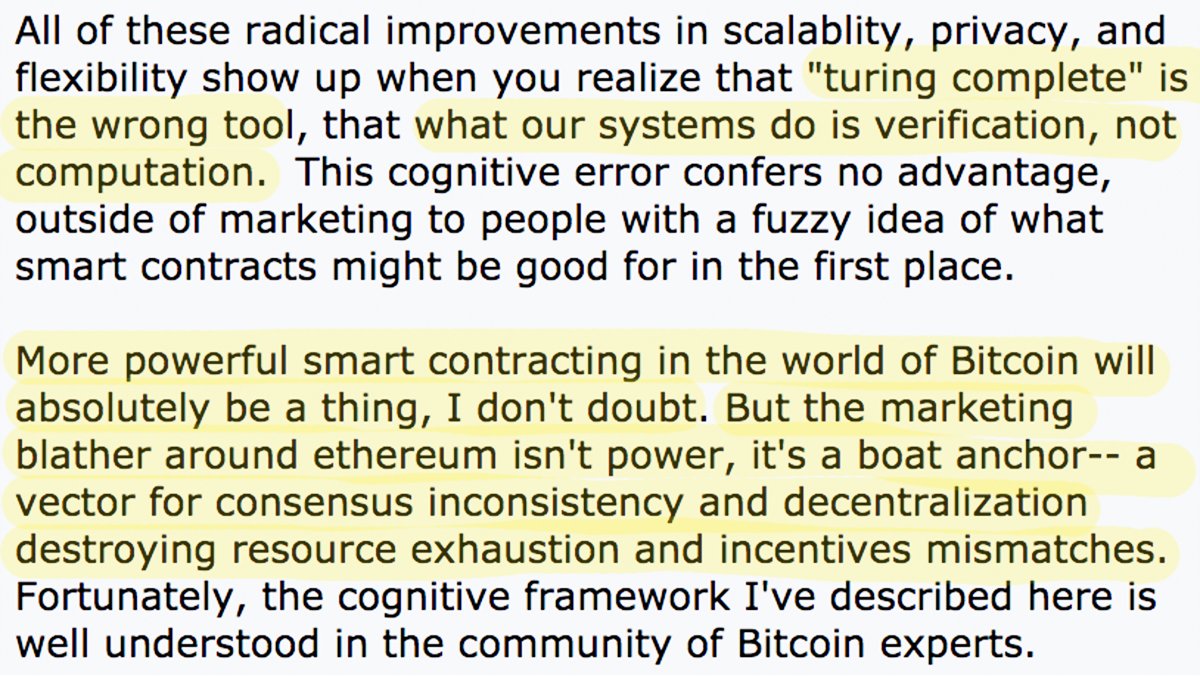 All of these radical improvements in scalablity, privacy, and
flexibility show up when you realize that "turing complete" is
the wrong tool, that what our systems do is verification, not
computation.  This cognitive error confers no advantage,
outside of marketing to people with a fuzzy idea of what
smart contracts might be good for in the first place.

More powerful smart contracting in the world of Bitcoin will
absolutely be a thing, I don't doubt. But the marketing
blather around ethereum isn't power, it's a boat anchor-- a
vector for consensus inconsistency and decentralization
destroying resource exhaustion and incentives mismatches.
Fortunately, the cognitive framework I've described here is
well understood in the community of Bitcoin experts.